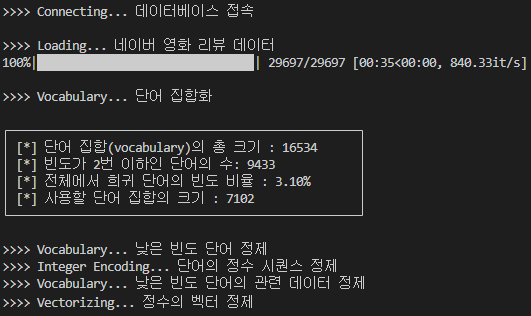 >>>> Connecting... 데이터베이스 접속
>>>> Loading... 네이버 영화 리뷰 데이터
100%| | 29697/29697 [00:35<00:00, 840.33it/s]
>>>> Vocabulary... 단어 집합화
[*] 단어 집합(vocabulary)의 총 크기 : 16534
[*] 빈도가 2번 이하인 단어의 수: 9433
[*] 전체에서 희귀 단어의 빈도 비율 : 3.10%
[*] 사용할 단어 집합의 크기 : 7102
>>>> Vocabulary... 낮은 빈도 단어 정제
>>>> Integer Encoding... 단어의 정수 시퀀스 정제
>>>> Vocabulary... 낮은 빈도 단어의 관련 데이터 정제
>>>> Vectorizing... 정수의 벡터 정제